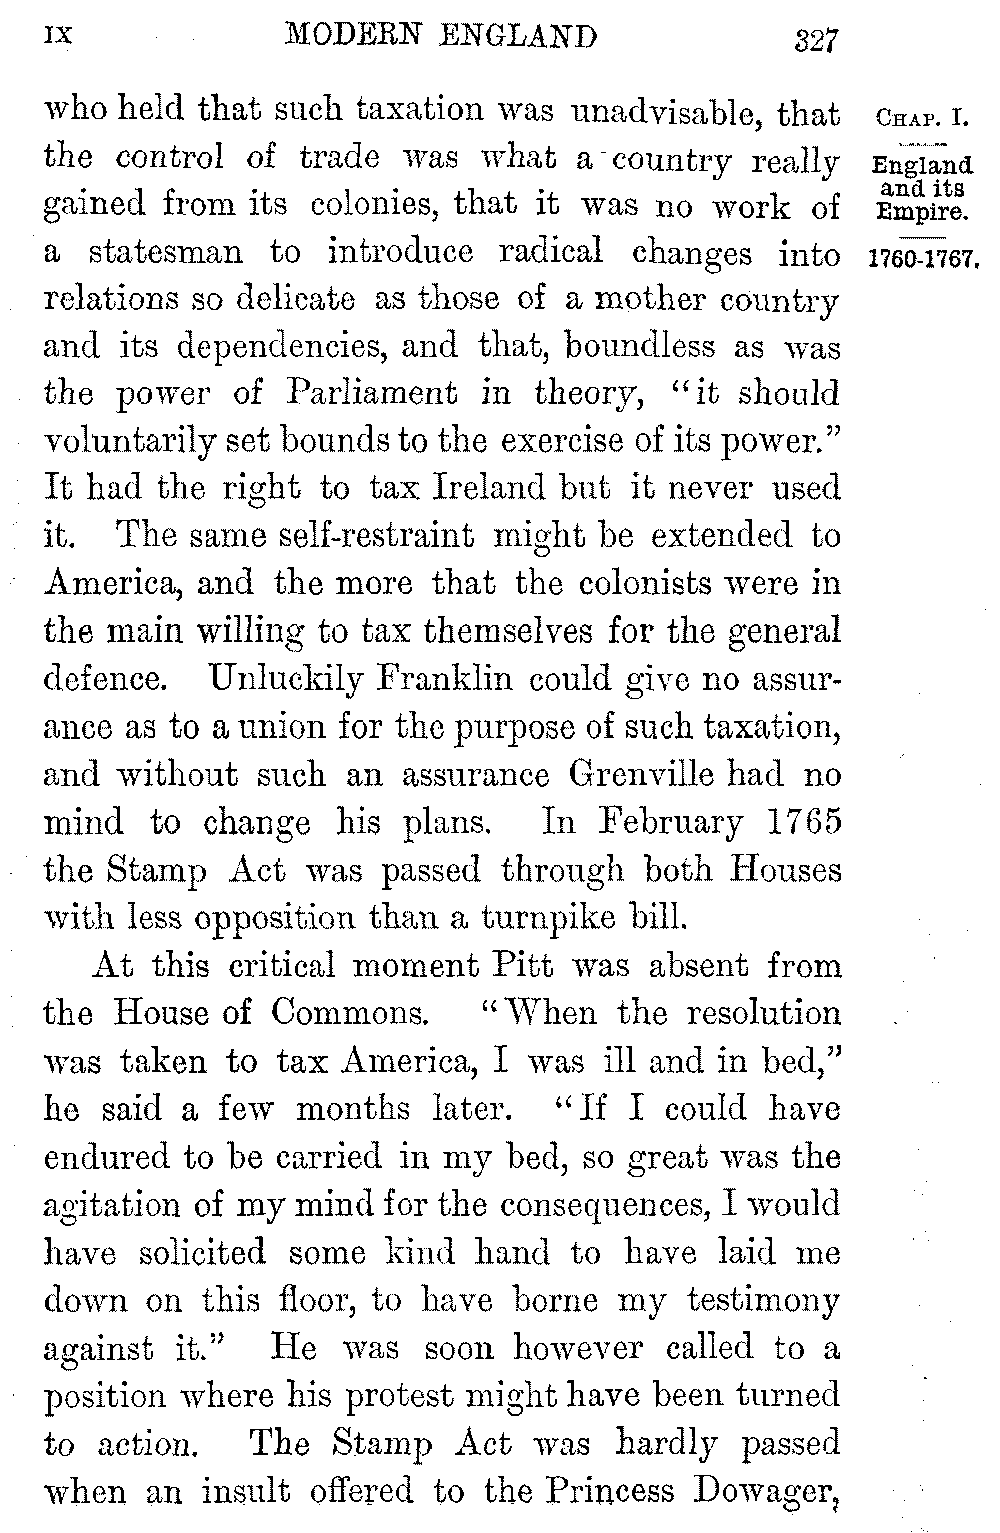 IX MODERN ENGLAND 327
who held that such taxation was unadvisable, that
the control of trade was what a country really
gained from its colonies, that it was no work of
a statesman to introduce radical changes into
relations so delicate as those of a mother country
and its dependencies, and that, boundless as was
the power of Parliament in theory, “it should
voluntarily set bounds to the exercise of its power.”
It had the right to tax Ireland but it never used
it. The same self-restraint might be extended to
America, and the more that the colonists were in
the main willing to tax themselves for the general
defence. Unluckily Franklin could give no assur-
ance as to a union for the purpose of such taxation,
and without such an assurance Grenville had no
mind to change his plans. In February 1765
the Stamp Act was passed through both Houses
with less opposition than a turnpike bill.
At this critical moment Pitt was absent from
the House of Commons. “When the resolution
was taken to tax America, I was ill and in bed,”
he said a few months later. “If I could have
endured to be carried in my bed, so great was the
agitation of my mind for the consequences, I would
have solicited some kind hand to have laid me
down on this floor, to have borne my testimony
against it.” He was soon however called to a
position where his protest might have been turned
to action. The Stamp Act was hardly passed
when an insult offered to the Princess Dowager,
CHAP. I.
England
and its
Empire.
1760-1767.